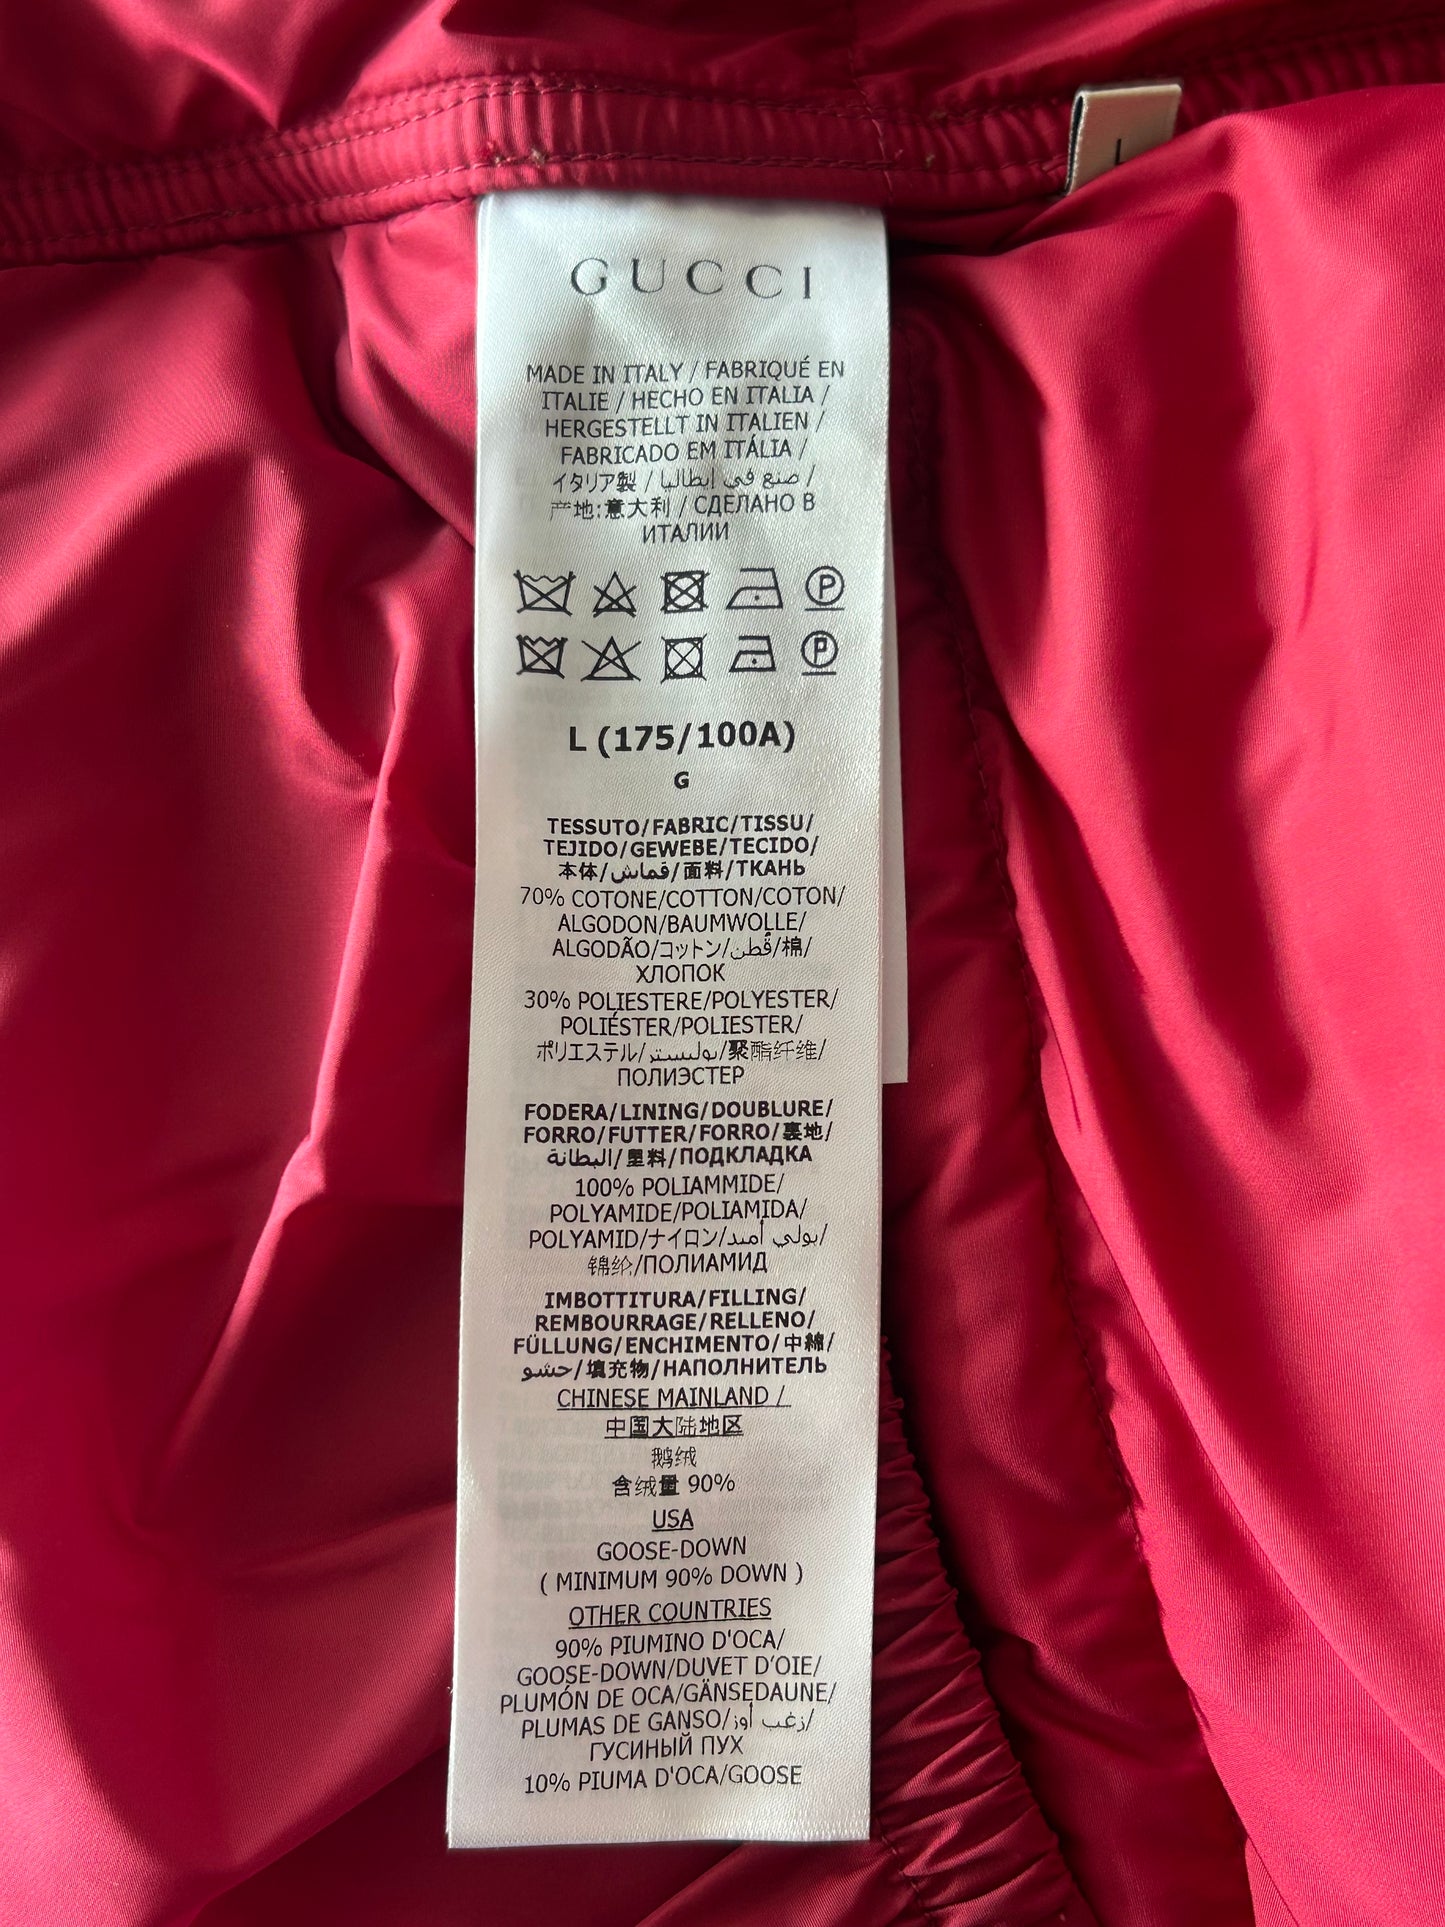 L
GUCCI
MADE IN ITALY / FABRIQUÉ EN
ITALIE / HECHO EN ITALIA /
HERGESTELLT IN ITALIEN /
FABRICADO EM ITÁLIA /
イタリア製 / صنع في إيطاليا /
产地:意大利 / СДЕЛАНО В
ИТАЛИИ
P
P
L (175/100A)
G
TESSUTO/FABRIC/TISSU/
TEJIDO/GEWEBE/TECIDO/
本体/قماش/面料/ТКАНЬ
70% COTONE/COTTON/COTON/
ALGODON/BAUMWOLLE/
ALGODÃO/コットン/قُطن/棉/
ХЛОПОК
30% POLIESTERE/POLYESTER/
POLIÉSTER/POLIESTER/
ポリエステル/بوليستر/聚酯纤维/
ПОЛИЭСТЕР
FODERA/LINING/DOUBLURE/
FORRO/FUTTER/FORRO/裏地/
البطانة/里料/ПОДКЛАДКА
100% POLIAMMIDE/
POLYAMIDE/POLIAMIDA/
POLYAMID/ナイロン/بولي أميد/
锦纶/ПОЛИАМИД
IMBOTTITURA/FILLING/
REMBOURRAGE/RELLENO/
FÜLLUNG/ENCHIMENTO/中綿/
حشو/填充物/НАПОЛНИТЕЛЬ
CHINESE MAINLAND /
中国大陆地区
鹅绒
含绒量 90%
USA
GOOSE-DOWN
( MINIMUM 90% DOWN )
OTHER COUNTRIES
90% PIUMINO D'OCA/
GOOSE-DOWN/DUVET D'OIE/
PLUMÓN DE OCA/GÄNSEDAUNE/
PLUMAS DE GANSO/زغب أوز/
ГУСИНЫЙ ПУХ
10% PIUMA D'OCA/GOOSE